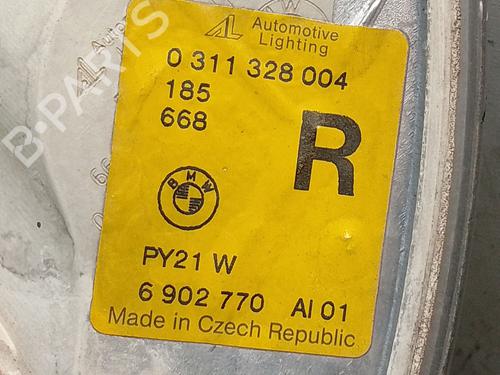 AL Automotive
Lighting
0 311 328 004
185
668
R
BMW
PY21 W
6 902 770 AI 01
Made in Czech Republic
B-PARTS